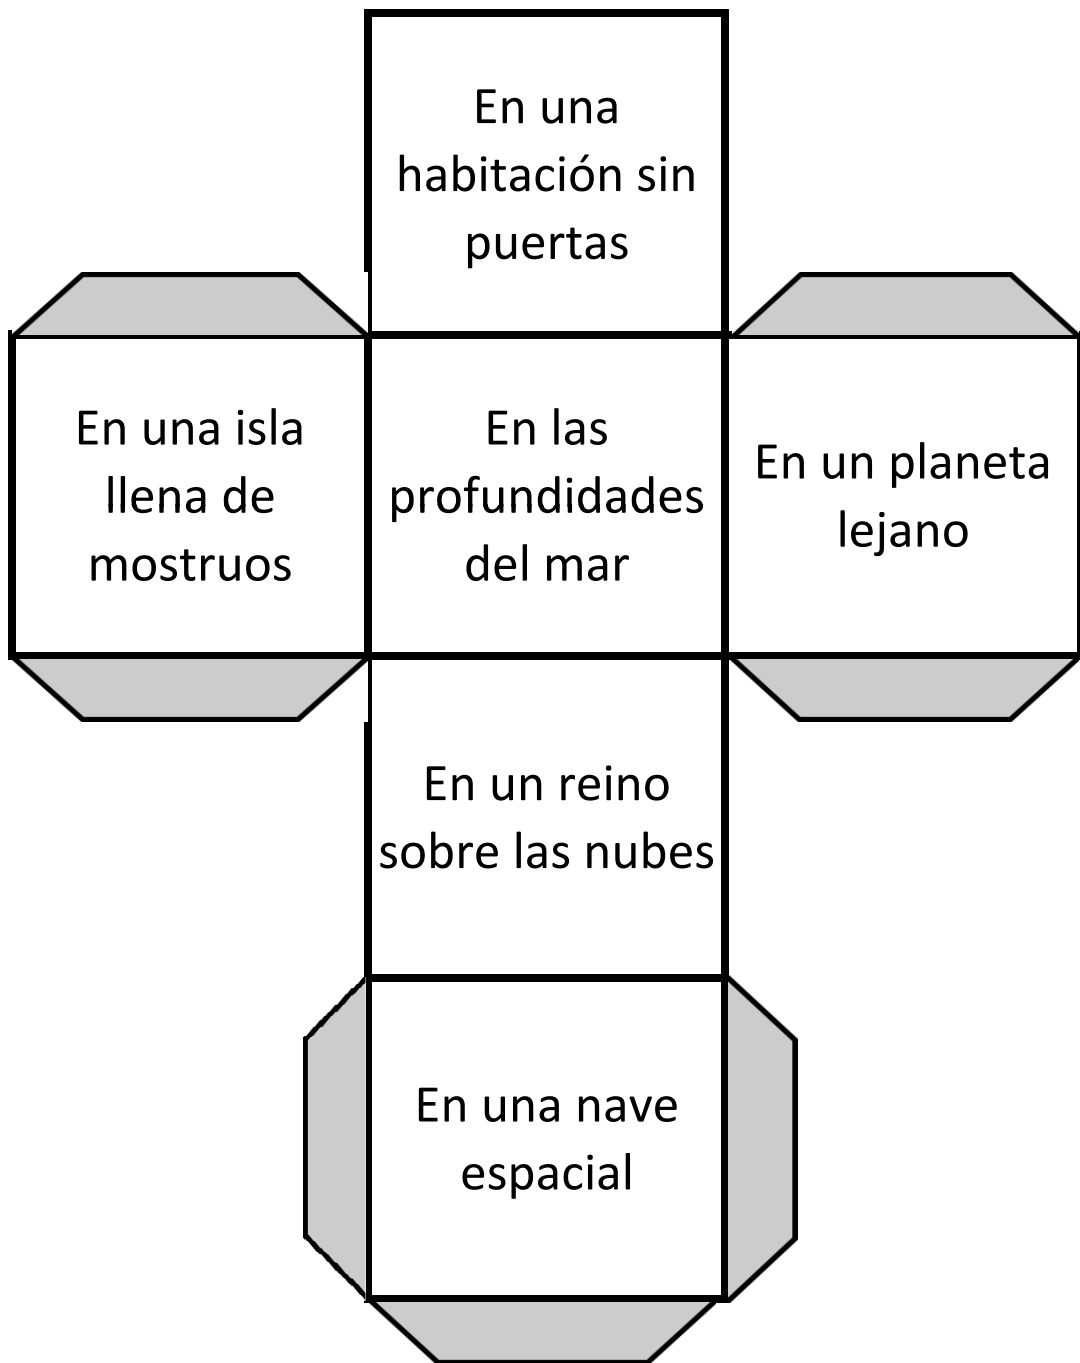 En una
habitación sin
puertas
En una isla
llena de
mostruos
En las
profundidades
del mar
En un planeta
lejano
En un reino
sobre las nubes
En una nave
espacial